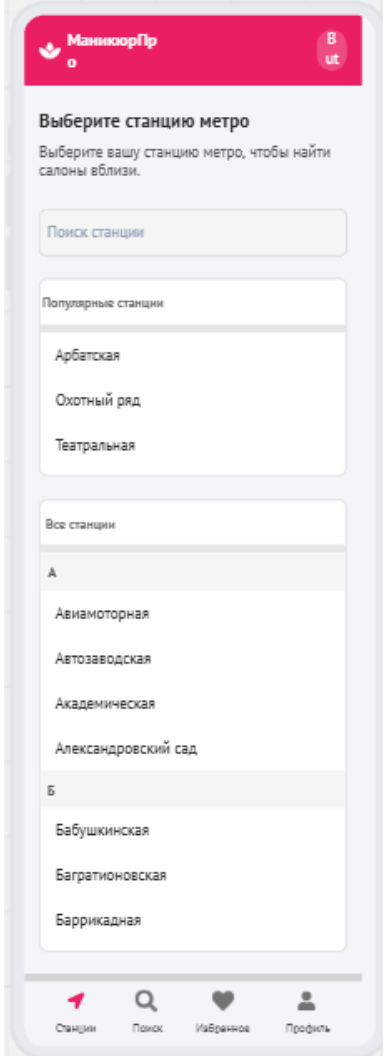 МаникюрПр
о
B
ut
Выберите станцию метро
Выберите вашу станцию метро, чтобы найти
салоны вблизи.
Поиск станции
Популярные станции
Арбатская
Охотный ряд
Театральная
Все станции
А
Авиамоторная
Автозаводская
Академическая
Александровский сад
Б
Бабушкинская
Багратионовская
Баррикадная
Станции
Поиск
Избранное
Профиль